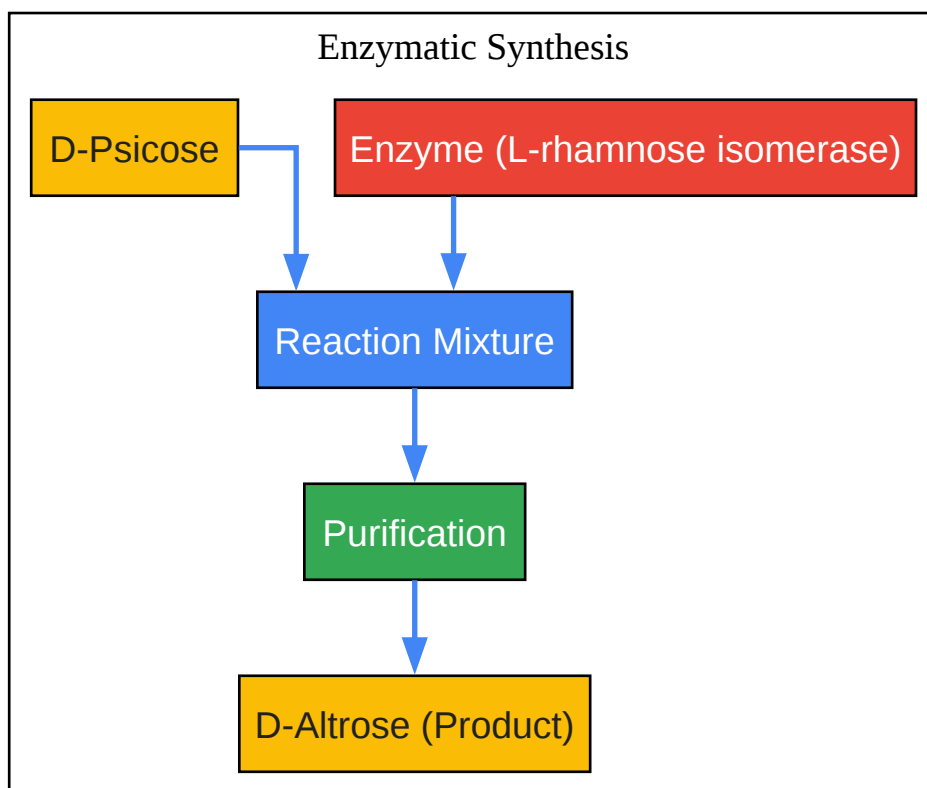 Enzymatic Synthesis
D-Psicose
Enzyme (L-rhamnose isomerase)
Reaction Mixture
Purification
D-Altrose (Product)